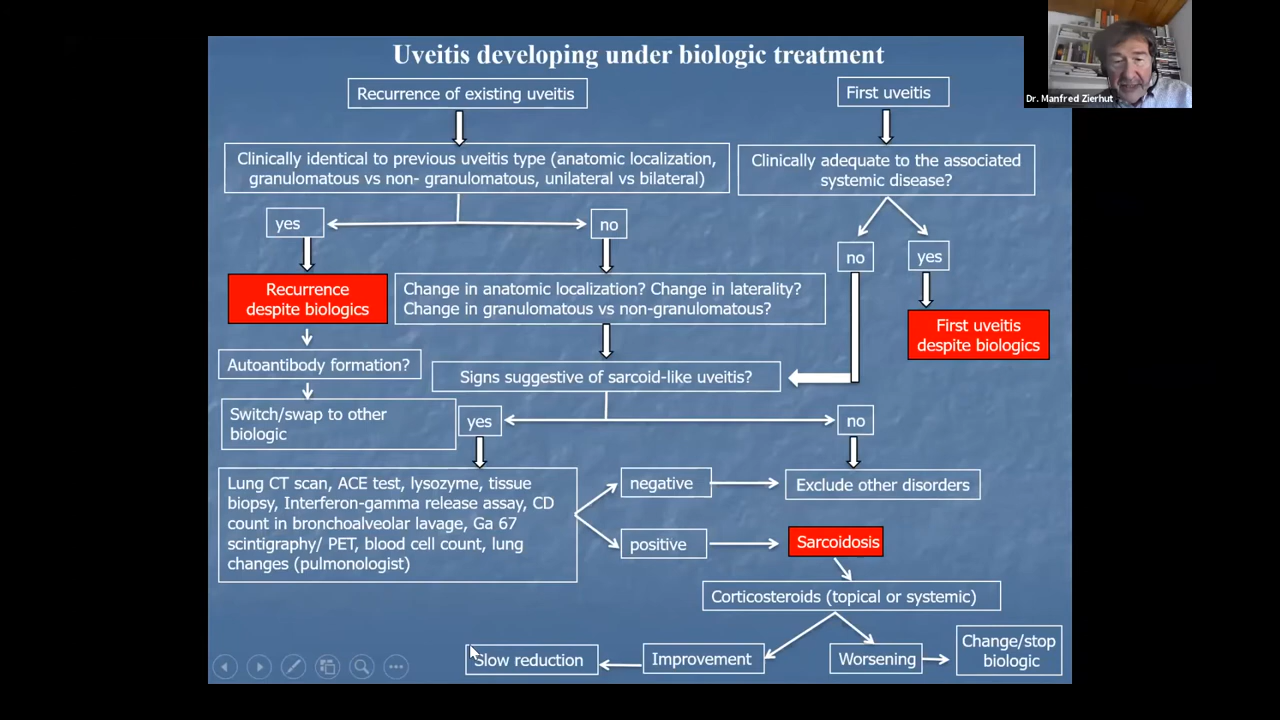 Uveitis developing under biologic treatment
Dr. Manfred Zierhut
Recurrence of existing uveitis
First uveitis
Clinically identical to previous uveitis type (anatomic localization,
granulomatous vs non- granulomatous, unilateral vs bilateral)
Clinically adequate to the associated
systemic disease?
yes
no
no
yes
Recurrence
despite biologics
Change in anatomic localization? Change in laterality?
Change in granulomatous vs non-granulomatous?
First uveitis
despite biologics
Autoantibody formation?
Signs suggestive of sarcoid-like uveitis?
Switch/swap to other
biologic
yes
no
Lung CT scan, ACE test, lysozyme, tissue
biopsy, Interferon-gamma release assay, CD
count in bronchoalveolar lavage, Ga 67
scintigraphy/ PET, blood cell count, lung
changes (pulmonologist)
negative
Exclude other disorders
positive
Sarcoidosis
Corticosteroids (topical or systemic)
Slow reduction
Improvement
Worsening
Change/stop
biologic